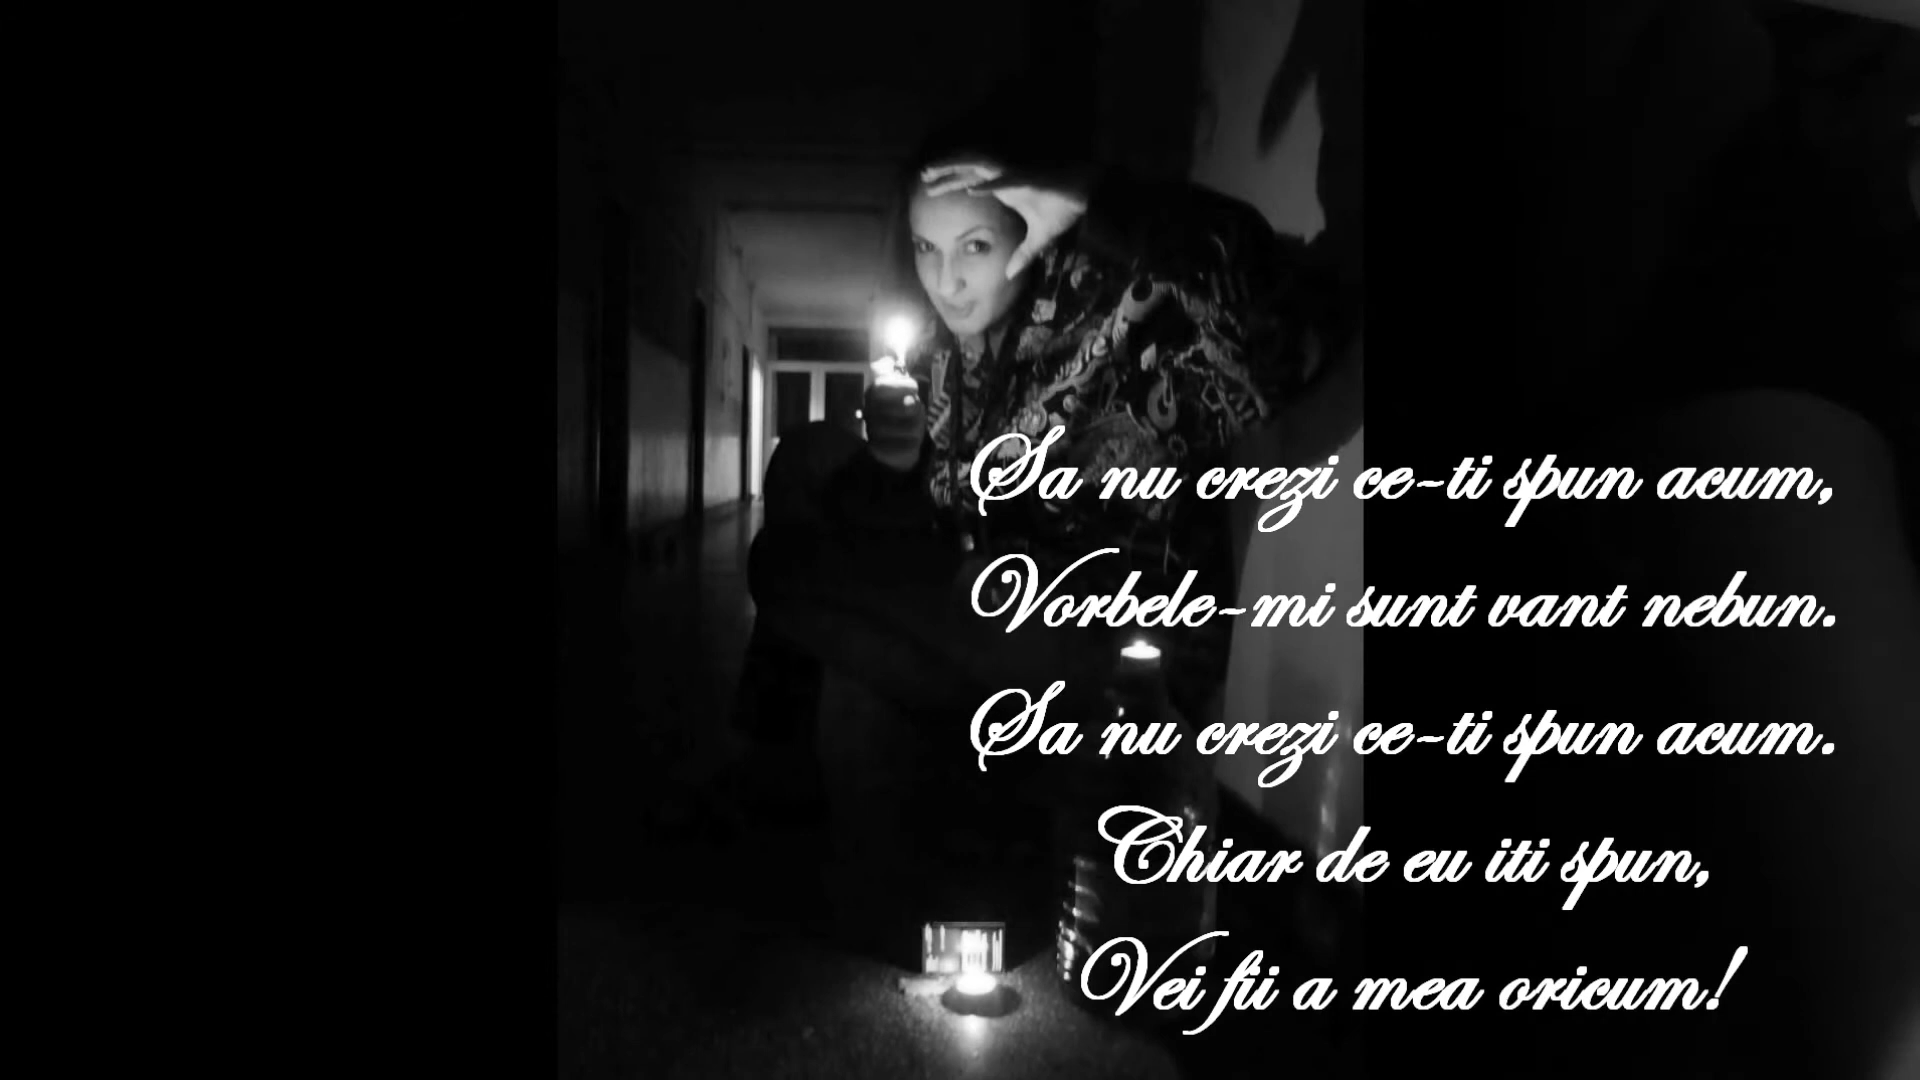 Sa nu crezi ce-ti spun acum,
Vorbele-mi sunt vant nebun.
Sa nu crezi ce-ti spun acum.
Chiar de eu iti spun,
Vei fii a mea oricum!